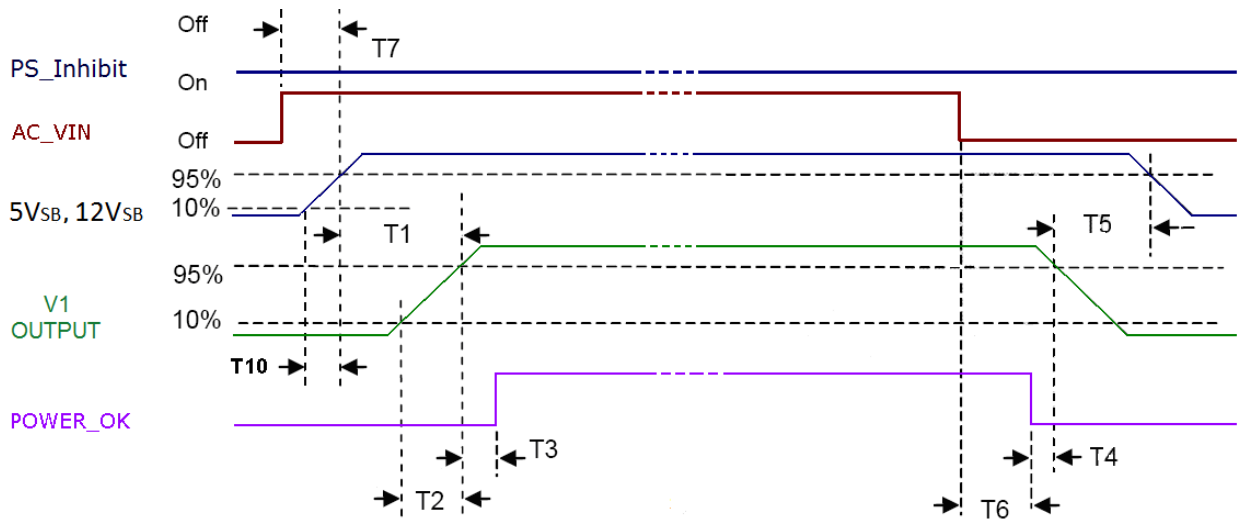 Off
T7
PS_Inhibit
On
AC_VIN
Off
95%
5VSB, 12VSB
10%
T1
T5
95%
V1
OUTPUT
10%
T10
POWER_OK
T3
T4
T2
T6